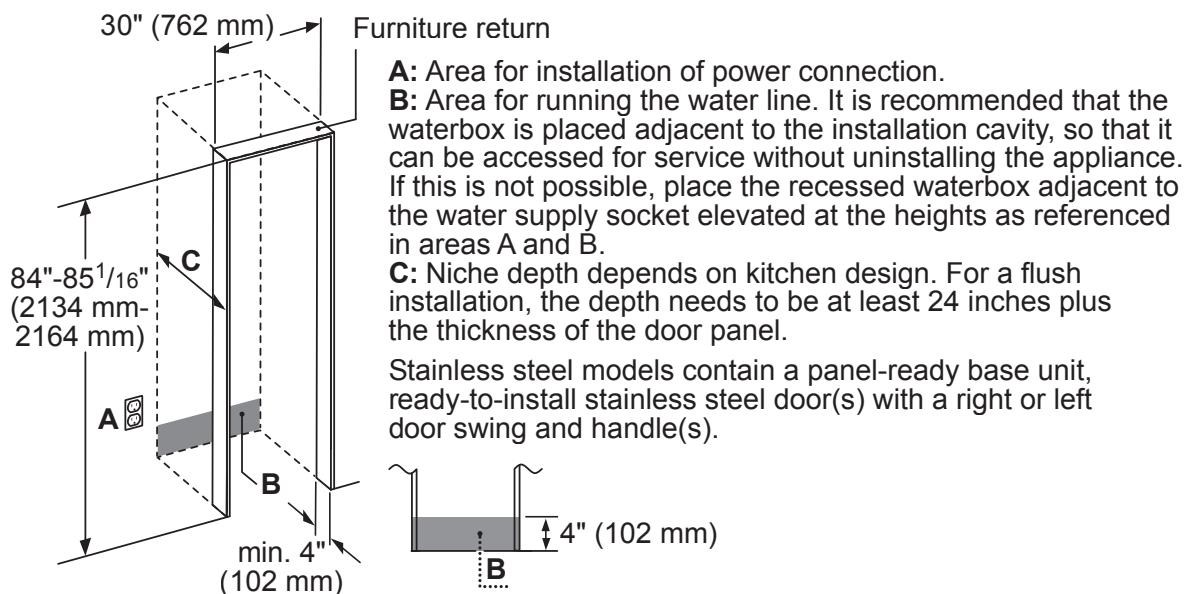 30" (762 mm)
Furniture return
A: Area for installation of power connection.
B: Area for running the water line. It is recommended that the
waterbox is placed adjacent to the installation cavity, so that it
can be accessed for service without uninstalling the appliance.
If this is not possible, place the recessed waterbox adjacent to
the water supply socket elevated at the heights as referenced
in areas A and B.
C: Niche depth depends on kitchen design. For a flush
installation, the depth needs to be at least 24 inches plus
the thickness of the door panel.
Stainless steel models contain a panel-ready base unit,
ready-to-install stainless steel door(s) with a right or left
door swing and handle(s).
C
84"-85 1/16"
(2134 mm-
2164 mm)
A
B
min. 4"
(102 mm)
4" (102 mm)
B